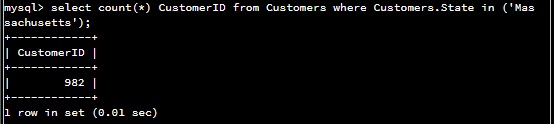 mysql> select count(*) CustomerID from Customers where Customers.State in ('Mas
sachusetts');
+------------+
| CustomerID |
+------------+
|        982 |
+------------+
1 row in set (0.01 sec)